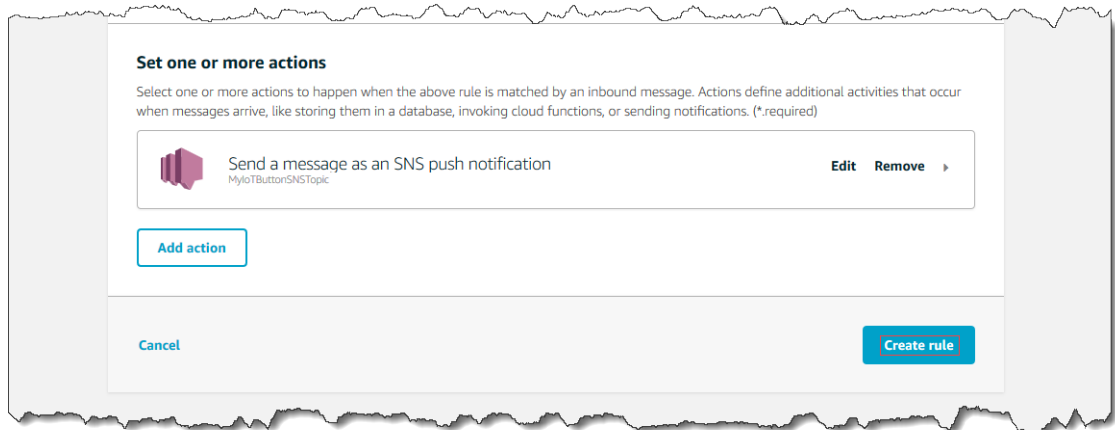 Set one or more actions
Select one or more actions to happen when the above rule is matched by an inbound message. Actions define additional activities that occur
when messages arrive, like storing them in a database, invoking cloud functions, or sending notifications. (*.required)
Send a message as an SNS push notification
MyIoTButtonSNSTopic
Edit Remove
Add action
Cancel
Create rule